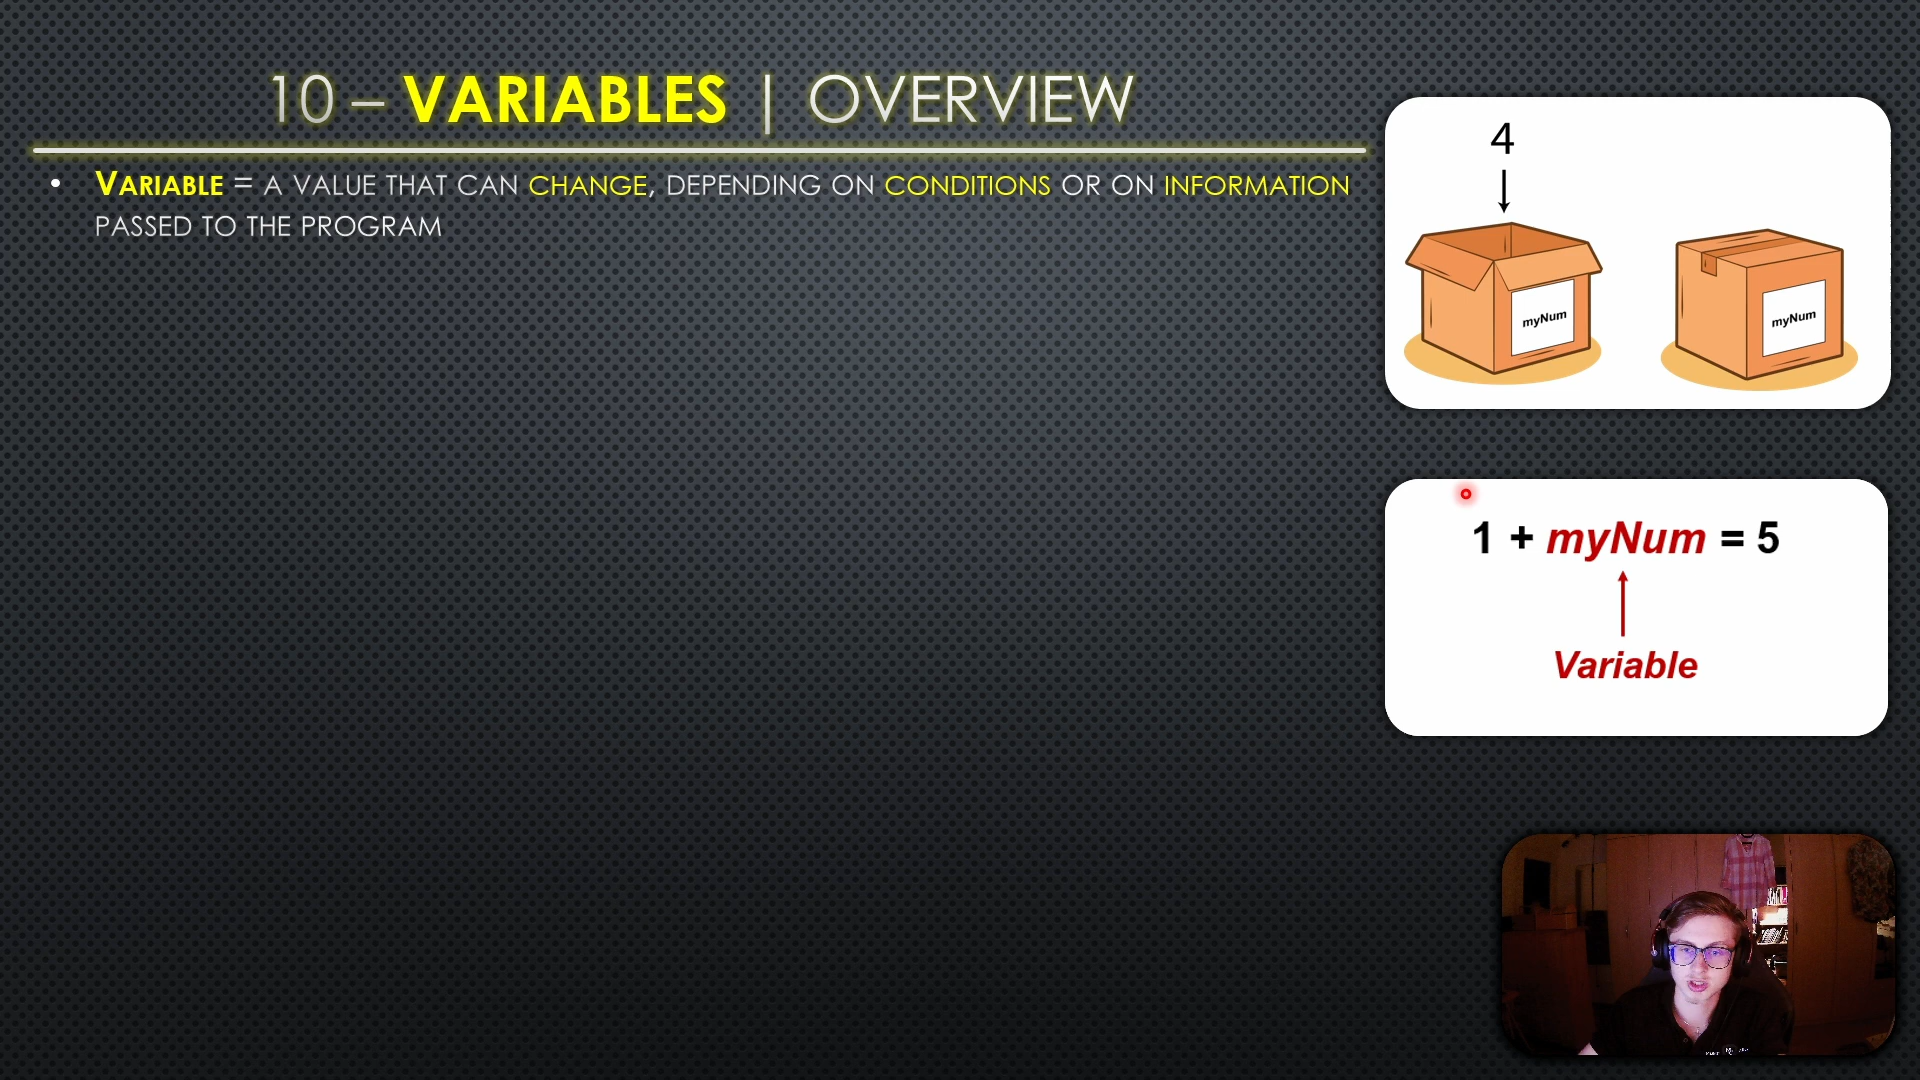 10 – VARIABLES | OVERVIEW
• VARIABLE = A VALUE THAT CAN CHANGE, DEPENDING ON CONDITIONS OR ON INFORMATION
PASSED TO THE PROGRAM
4
myNum
myNum
1 + myNum = 5
Variable